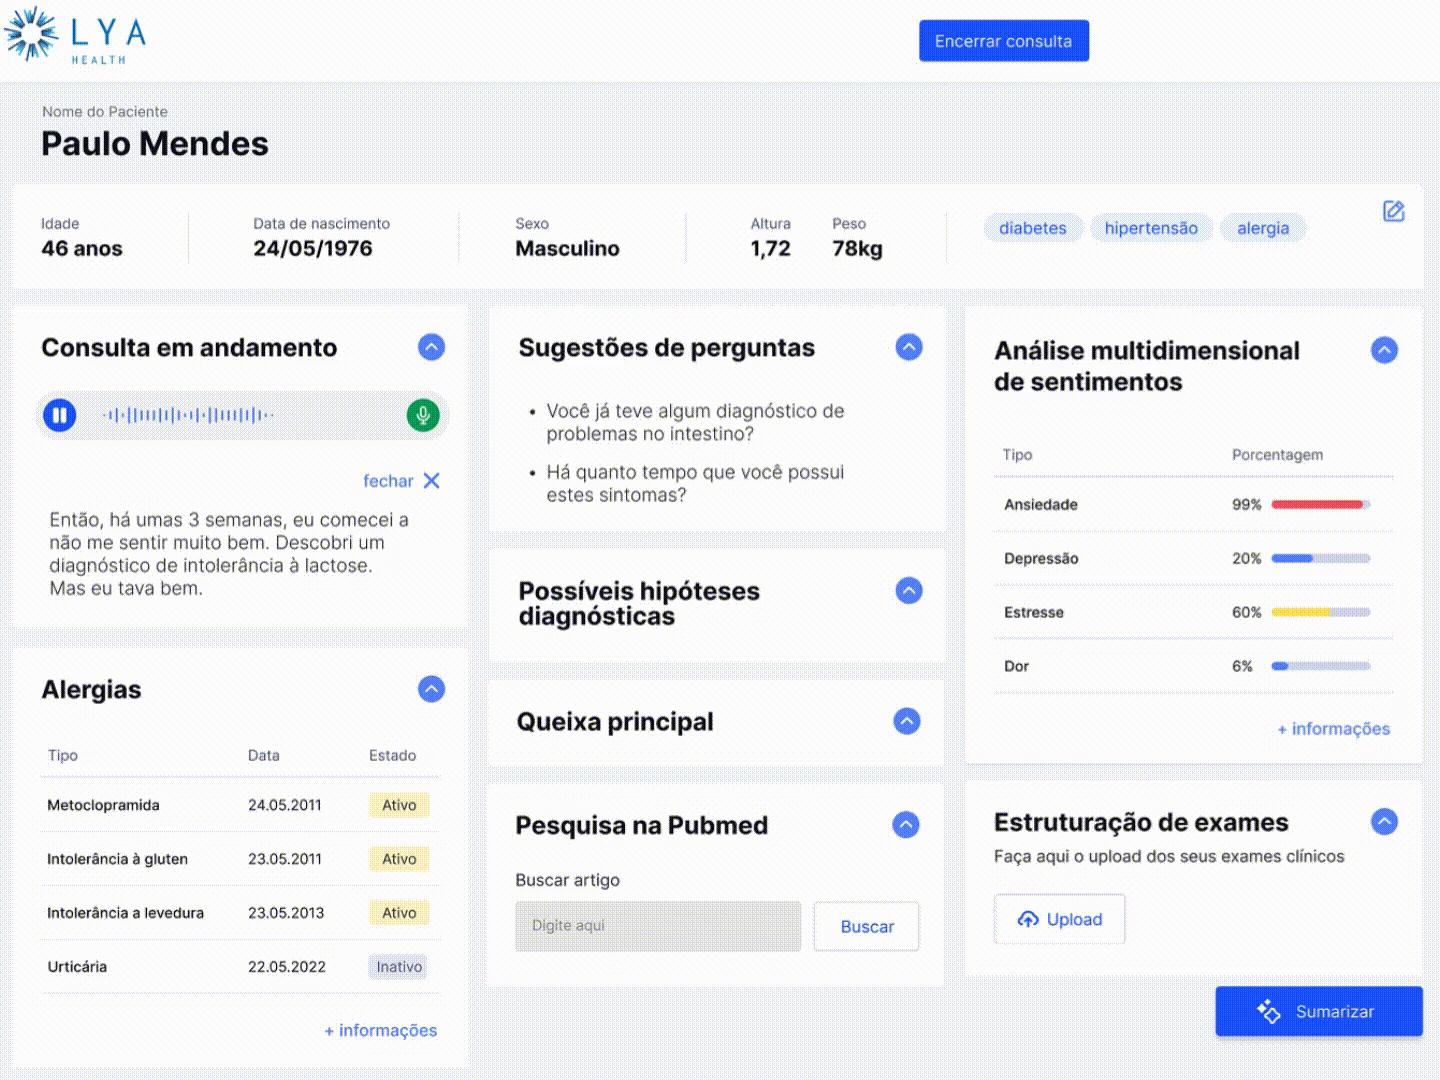 LYA
HEALTH
Encerrar consulta
Nome do Paciente
Paulo Mendes
Idade
46 anos
Data de nascimento
24/05/1976
Sexo
Masculino
Altura
1,72
Peso
78kg
diabetes
hipertensão
alergia
Consulta em andamento
fechar
Então, há umas 3 semanas, eu comecei a
não me sentir muito bem. Descobri um
diagnóstico de intolerância à lactose.
Mas eu tava bem.
Alergias
Tipo Data Estado
Metoclopramida 24.05.2011 Ativo
Intolerância à gluten 23.05.2011 Ativo
Intolerância a levedura 23.05.2013 Ativo
Urticária 22.05.2022 Inativo
+ informações
Sugestões de perguntas
• Você já teve algum diagnóstico de
problemas no intestino?
• Há quanto tempo que você possui
estes sintomas?
Possíveis hipóteses
diagnósticas
Queixa principal
Pesquisa na Pubmed
Buscar artigo
Digite aqui
Buscar
Análise multidimensional
de sentimentos
Tipo Porcentagem
Ansiedade 99%
Depressão 20%
Estresse 60%
Dor 6%
+ informações
Estruturação de exames
Faça aqui o upload dos seus exames clínicos
Upload
Sumarizar